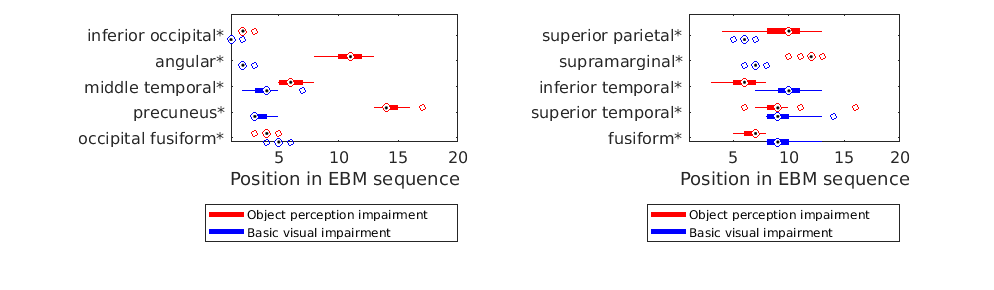 inferior occipital*
angular*
middle temporal*
precuneus*
occipital fusiform*
5 10 15 20
Position in EBM sequence
Object perception impairment
Basic visual impairment
superior parietal*
supramarginal*
inferior temporal*
superior temporal*
fusiform*
5 10 15 20
Position in EBM sequence
Object perception impairment
Basic visual impairment